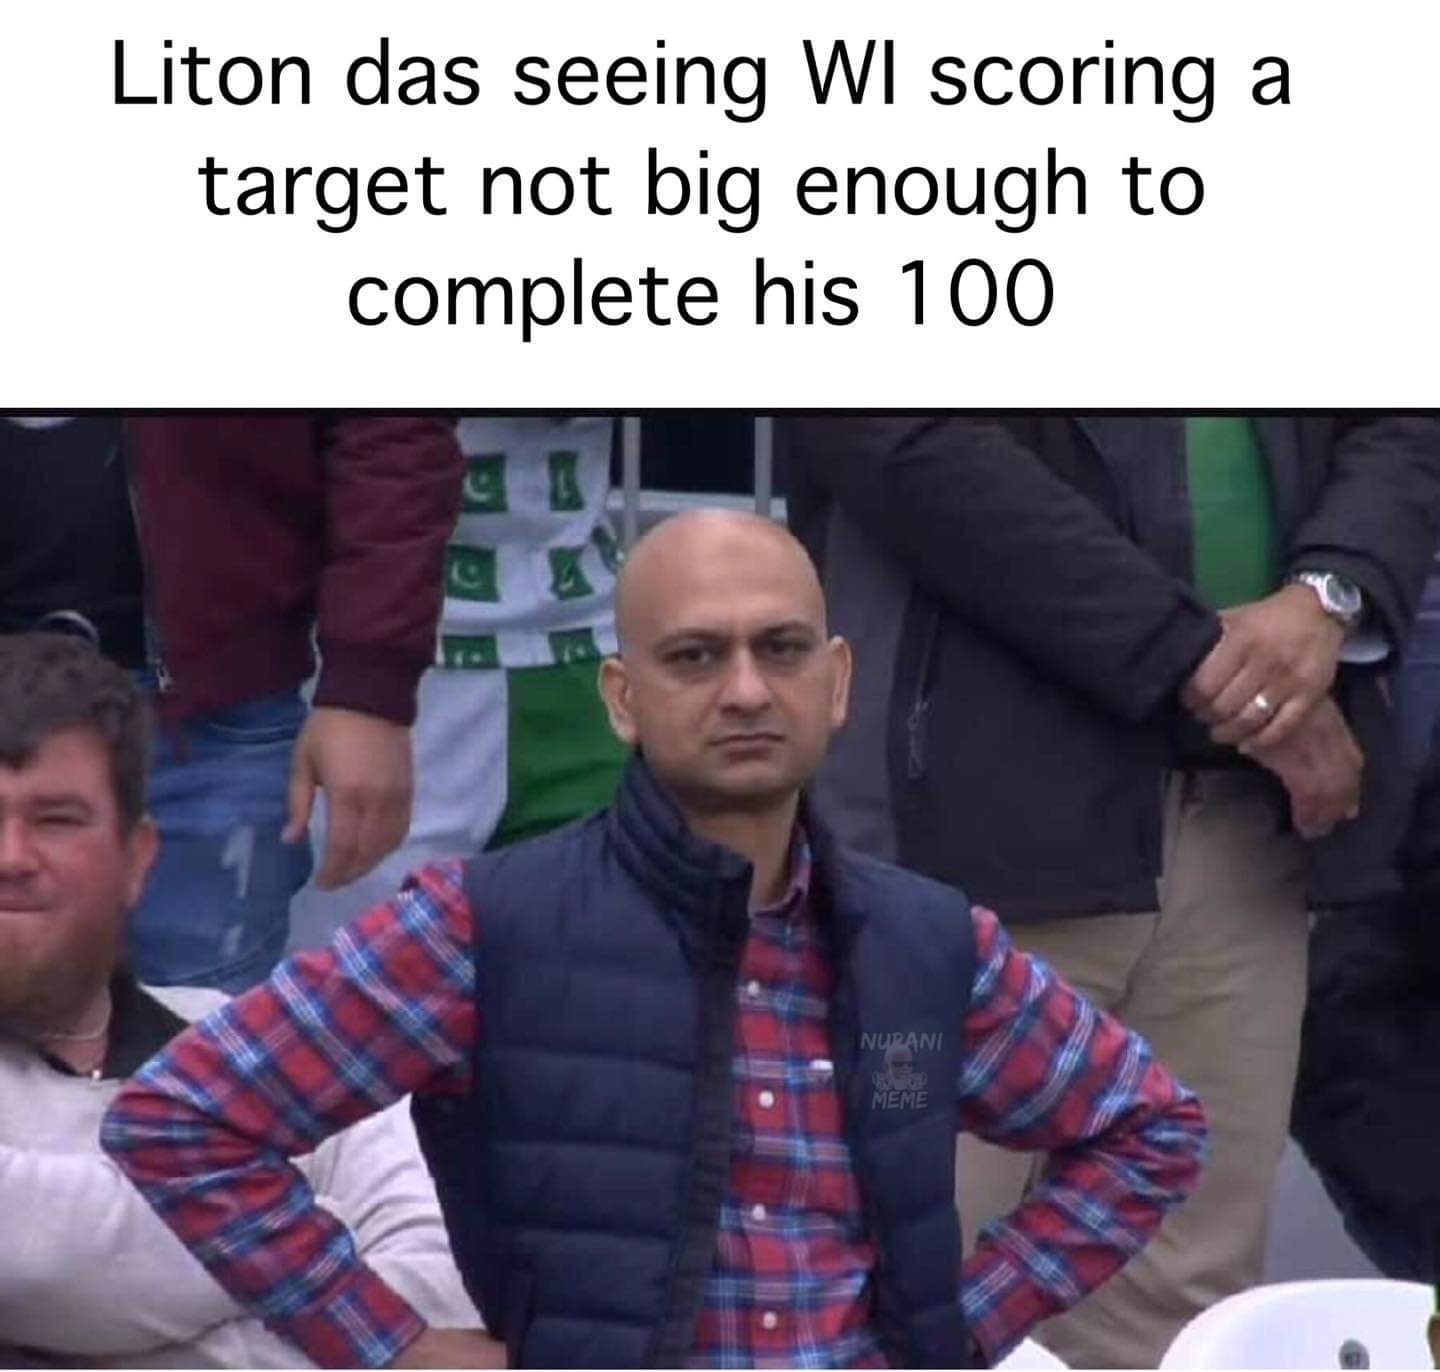 Liton das seeing WI scoring a
target not big enough to
complete his 100
NURANI
MEME